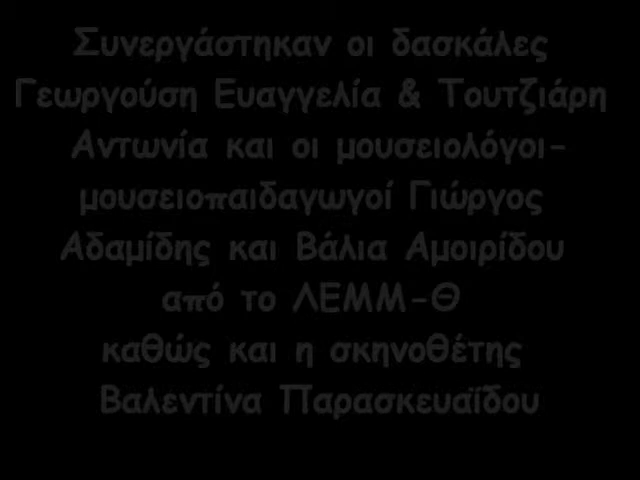 Συνεργάστηκαν οι δασκάλες
Γεωργούση Ευαγγελία & Τουτζιάρη
Αντωνία και οι μουσειολόγοι-
μουσειοπαιδαγωγοί Γιώργος
Αδαμίδης και Βάλια Αμοιρίδου
από το ΛΕΜΜ-Θ
καθώς και η σκηνοθέτης
Βαλεντίνα Παρασκευαΐδου